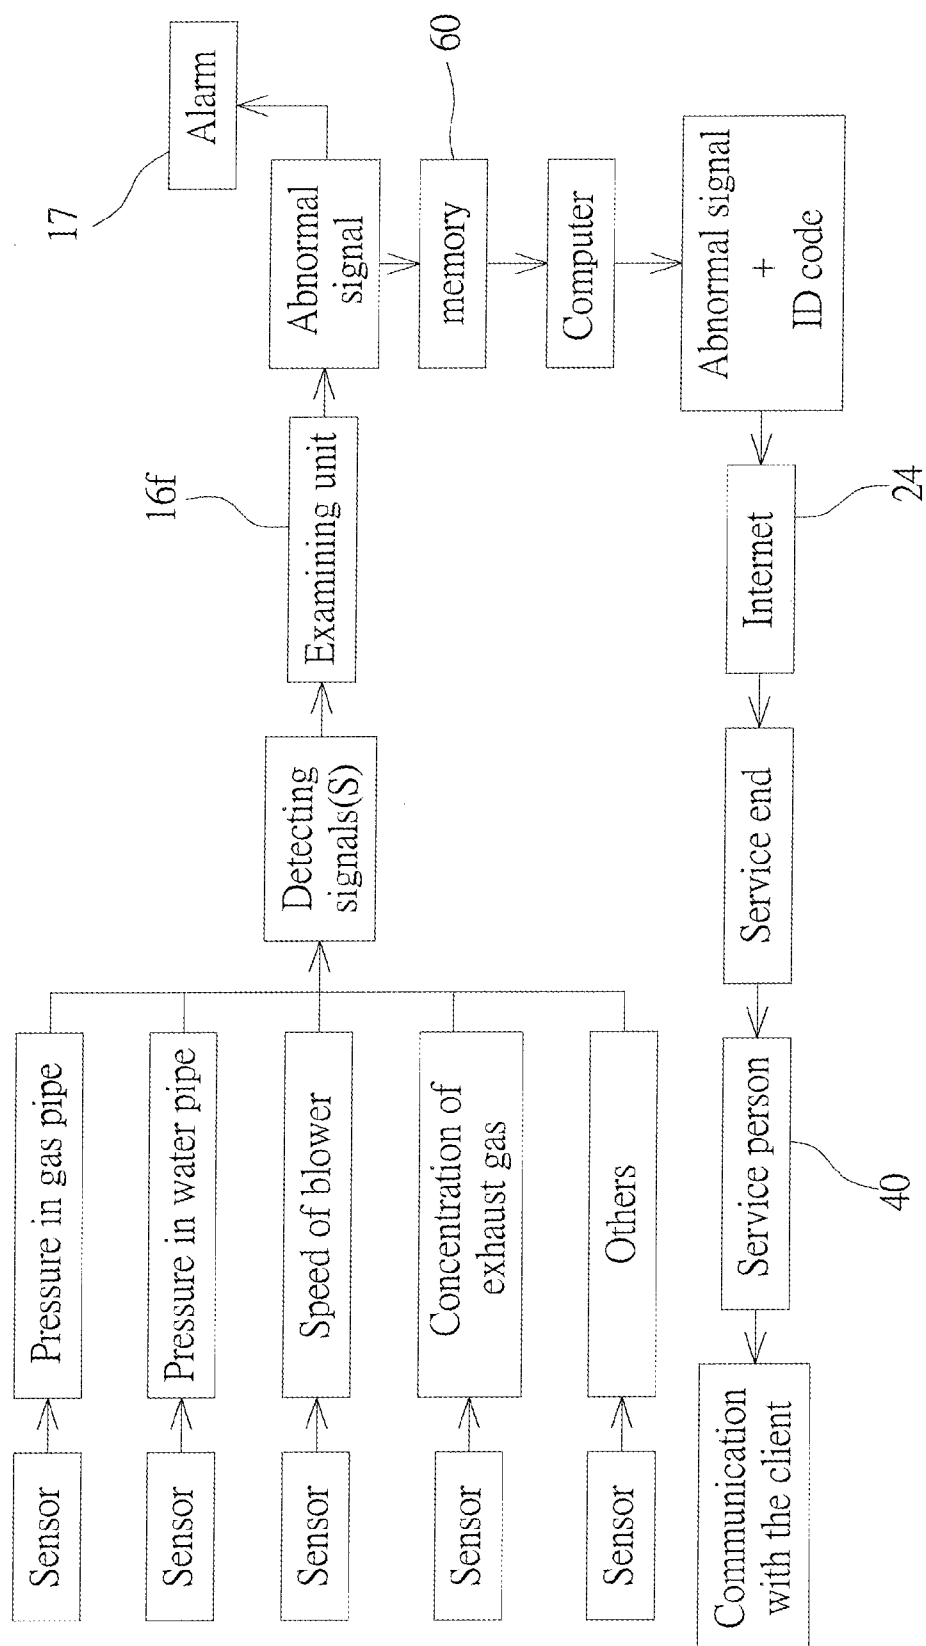 Sensor
Pressure in gas pipe
Sensor
Pressure in water pipe
Sensor
Speed of blower
Sensor
Concentration of
exhaust gas
Sensor
Others
Detecting
signals(S)
Examining unit
16f
Abnormal
signal
Alarm
17
memory
60
Computer
Abnormal signal
+
ID code
Internet
24
Service end
Service person
40
Communication
with the client